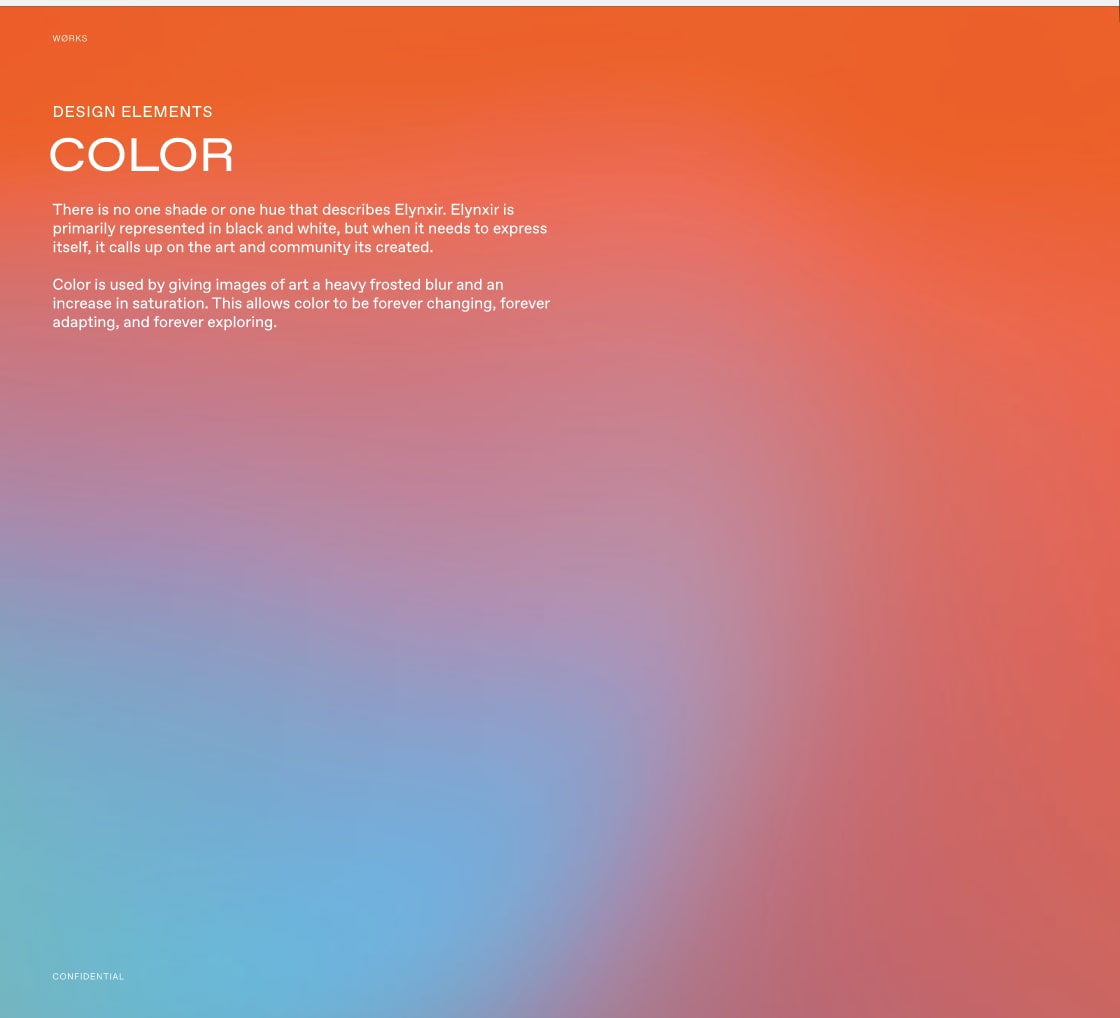 WØRKS
DESIGN ELEMENTS
COLOR
There is no one shade or one hue that describes Elynxir. Elynxir is
primarily represented in black and white, but when it needs to express
itself, it calls up on the art and community its created.
Color is used by giving images of art a heavy frosted blur and an
increase in saturation. This allows color to be forever changing, forever
adapting, and forever exploring.
CONFIDENTIAL